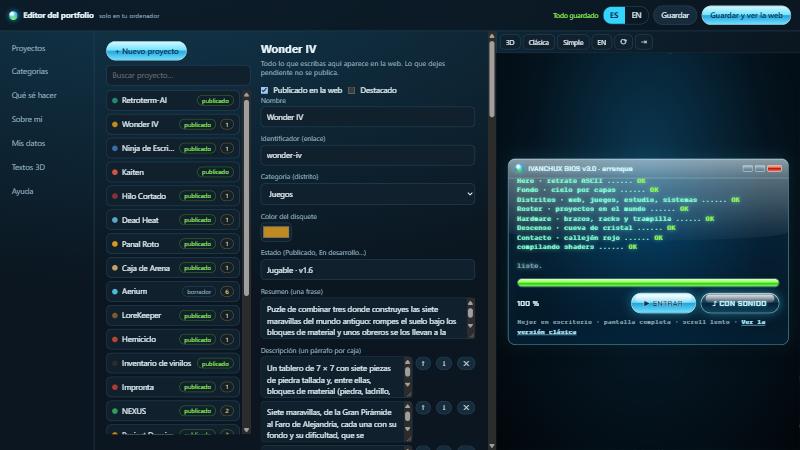 Editor del portfolio solo en tu ordenador
Todo guardado ES EN Guardar Guardar y ver la web
Proyectos
Categorías
Qué sé hacer
Sobre mí
Mis datos
Textos 3D
Ayuda
+ Nuevo proyecto
Buscar proyecto...
Retroterm-AI publicado
Wonder IV publicado 1
Ninja de Escri... publicado 1
Kaiten publicado
Hilo Cortado publicado 1
Dead Heat publicado 1
Panal Roto publicado 1
Caja de Arena publicado 1
Aerium borrador 6
LoreKeeper publicado 1
Hemiciclo publicado 1
Inventario de vinilos publicado
Impronta publicado 1
NEXUS publicado 2
Wonder IV
Todo lo que escribas aquí aparece en la web. Lo que dejes
pendiente no se publica.
Publicado en la web Destacado
Nombre
Wonder IV
Identificador (enlace)
wonder-iv
Categoría (distrito)
Juegos
Color del disquete
Estado (Publicado, En desarrollo...)
Jugable · v1.6
Resumen (una frase)
Puzle de combinar tres donde construyes las siete
maravillas del mundo antiguo: rompes el suelo bajo los
bloques de material y unos obreros se los llevan a la
Descripción (un párrafo por caja)
Un tablero de 7 × 7 con siete piezas
de piedra tallada y, entre ellas,
bloques de material (piedra, ladrillo,
↑ ↓ ✕
Siete maravillas, de la Gran Pirámide
al Faro de Alejandría, cada una con su
fondo y su dificultad, que se
↑ ↓ ✕
3D Clásica Simple EN
IVANCHUX BIOS v3.0 - arranque
Hero · retrato ASCII ...... OK
Fondo · cielo por capas ...... OK
Distritos · web, juegos, estudio, sistemas ...... OK
Roster · proyectos en el mundo ...... OK
Hardware · brazos, racks y trampilla ...... OK
Descenso · cueva de cristal ...... OK
Contacto · callejón rojo ...... OK
compilando shaders ...... OK
listo.
100 % ▶ ENTRAR ♪ CON SONIDO
Mejor en escritorio · pantalla completa · scroll lento · Ver la
versión clásica